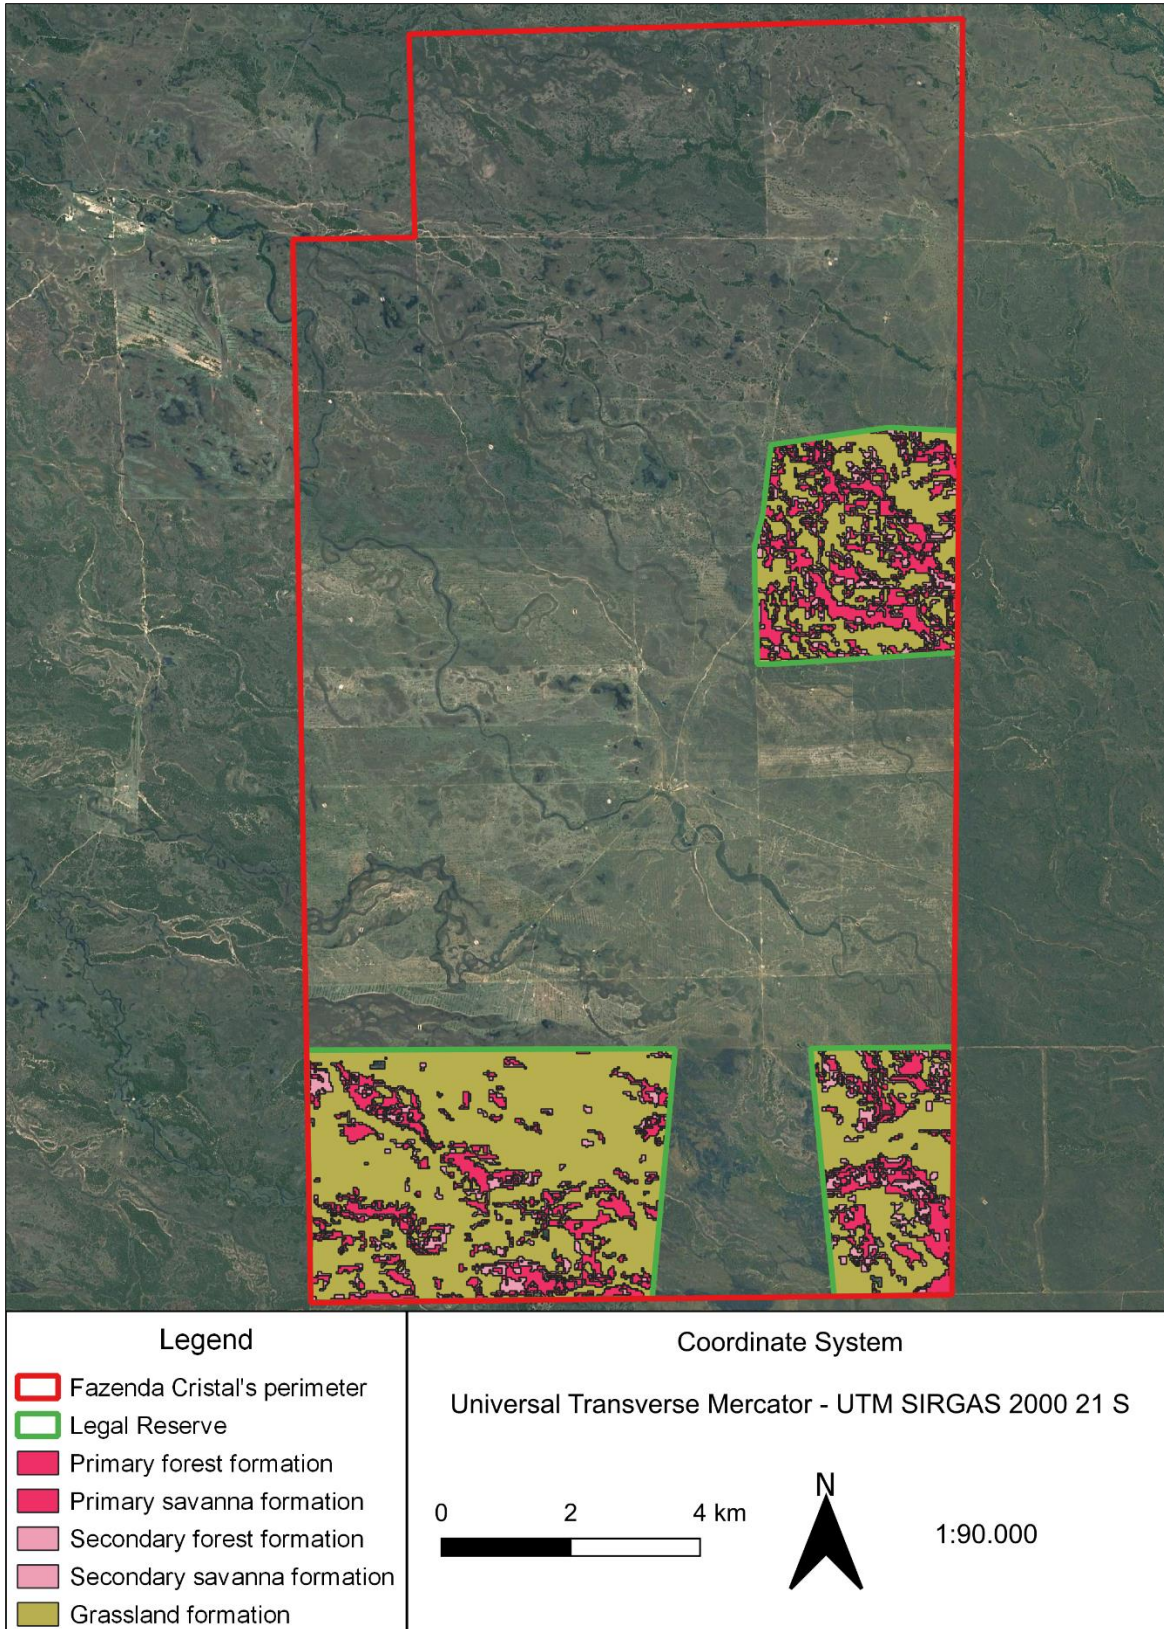 Legend
Fazenda Cristal's perimeter
Legal Reserve
Primary forest formation
Primary savanna formation
Secondary forest formation
Secondary savanna formation
Grassland formation
Coordinate System
Universal Transverse Mercator - UTM SIRGAS 2000 21 S
0 2 4 km
N
1:90.000